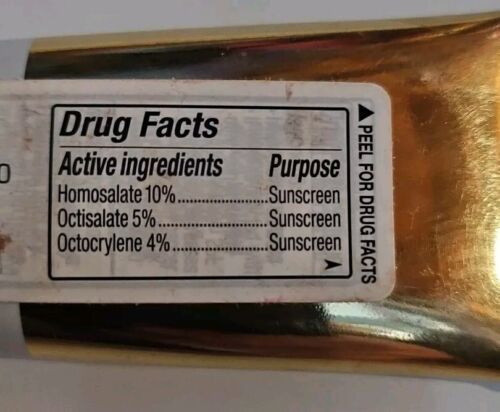 Drug Facts
Active ingredients Purpose
Homosalate 10%..............................Sunscreen
Octisalate 5%...................................Sunscreen
Octocrylene 4%...............................Sunscreen
▲ PEEL FOR DRUG FACTS